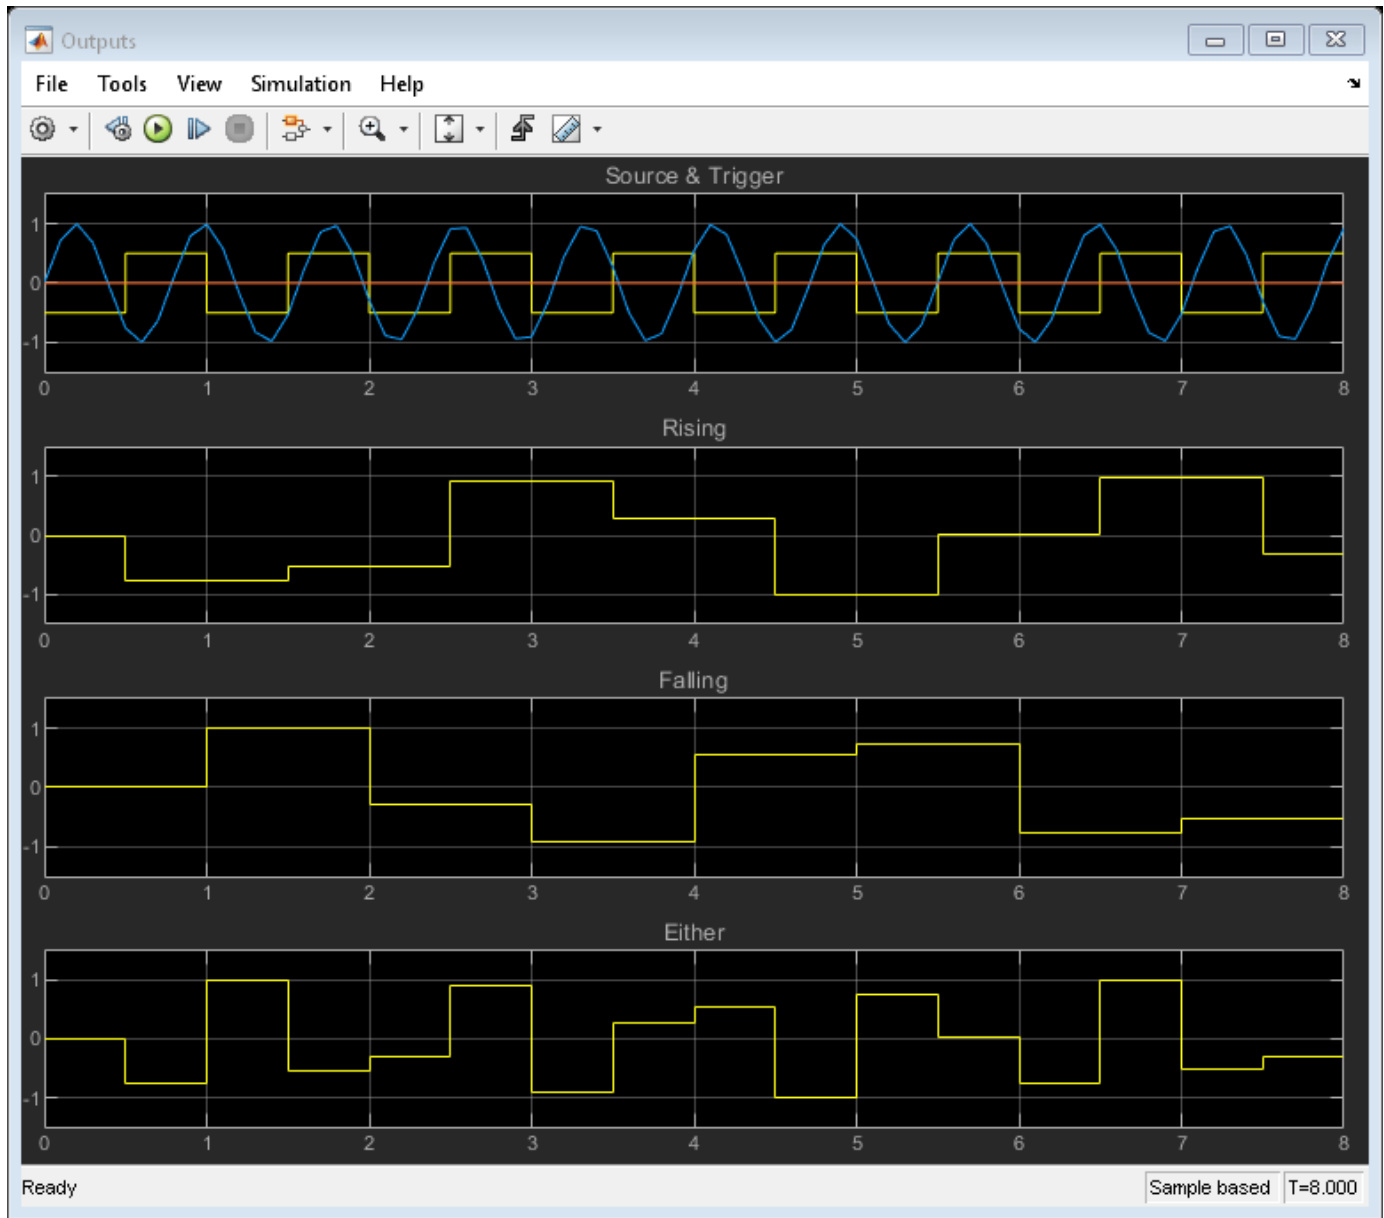 Outputs
File Tools View Simulation Help
Source & Trigger
1
0
-1
0 1 2 3 4 5 6 7 8
Rising
1
0
-1
0 1 2 3 4 5 6 7 8
Falling
1
0
-1
0 1 2 3 4 5 6 7 8
Either
1
0
-1
0 1 2 3 4 5 6 7 8
Ready Sample based T=8.000